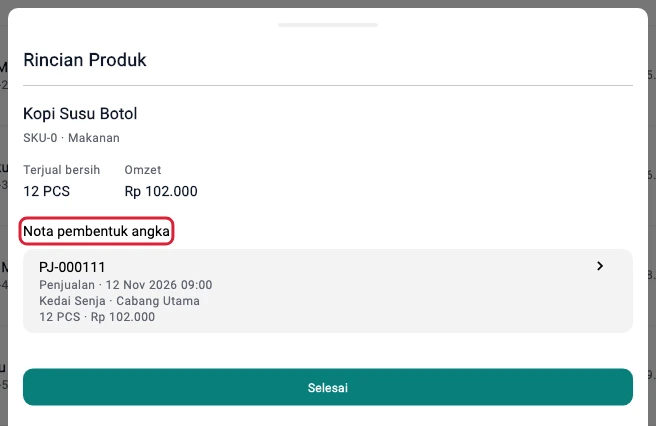 Rincian Produk
Kopi Susu Botol
SKU-0 · Makanan
Terjual bersih
Omzet
12 PCS
Rp 102.000
Nota pembentuk angka
PJ-000111
Penjualan · 12 Nov 2026 09:00
Kedai Senja · Cabang Utama
12 PCS · Rp 102.000
Selesai